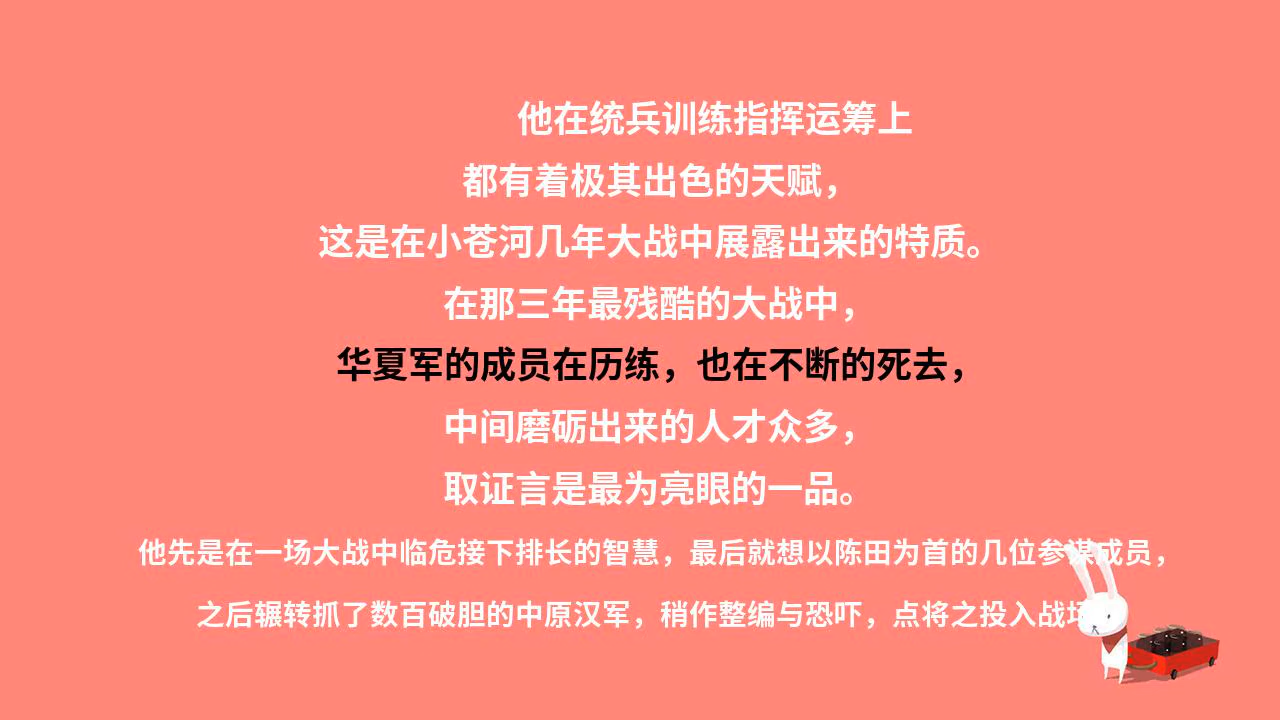 他在统兵训练指挥运筹上
都有着极其出色的天赋，
这是在小苍河几年大战中展露出来的特质。
在那三年最残酷的大战中，
华夏军的成员在历练，也在不断的死去，
中间磨砺出来的人才众多，
取证言是最为亮眼的一品。
他先是在一场大战中临危接下排长的智慧，最后就想以陈田为首的几位参谋成员，
之后辗转抓了数百破胆的中原汉军，稍作整编与恐吓，点将之投入战场